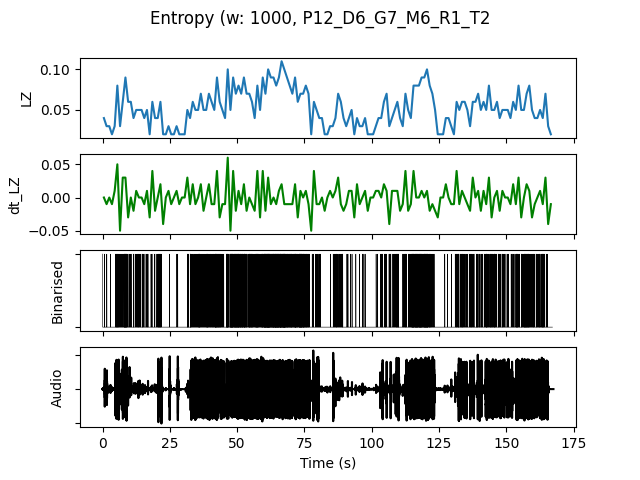 Entropy (w: 1000, P12_D6_G7_M6_R1_T2
LZ
0.10
0.05
dt_LZ
0.05
0.00
−0.05
Binarised
Audio
0
25
50
75
100
125
150
175
Time (s)